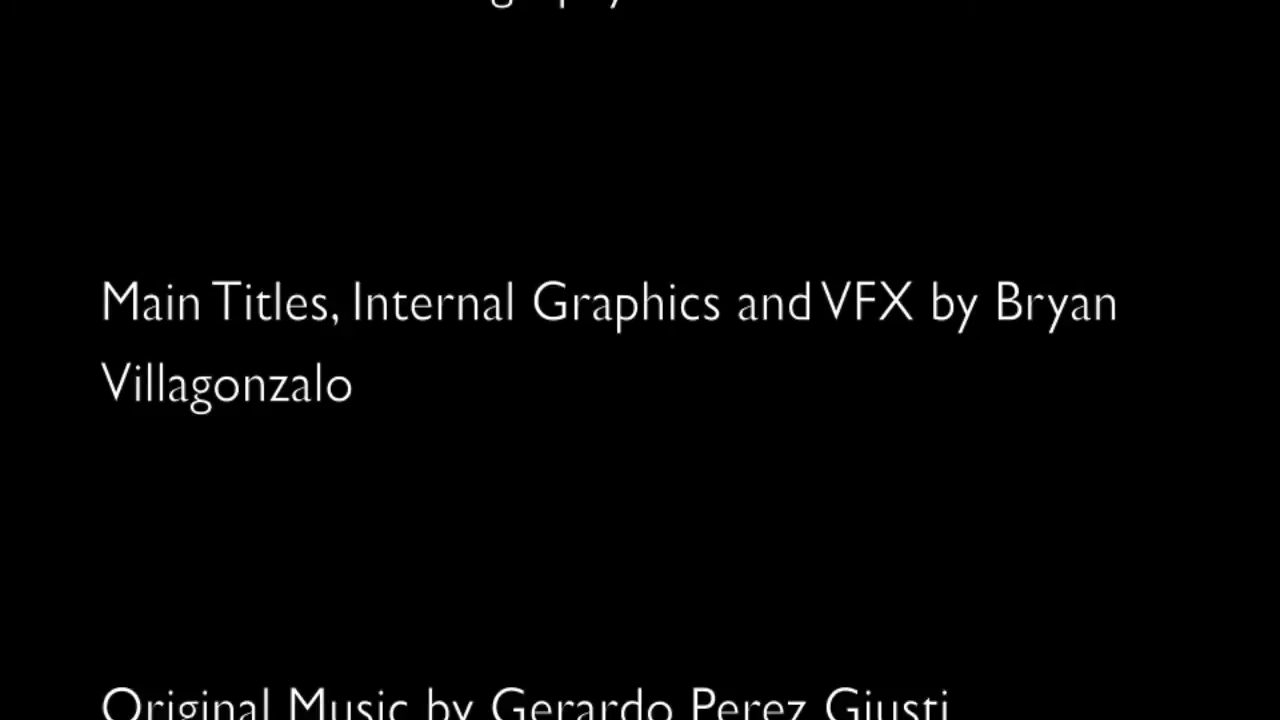 Main Titles, Internal Graphics and VFX by Bryan
Villagonzalo
Original Music by Gerardo Perez Giusti